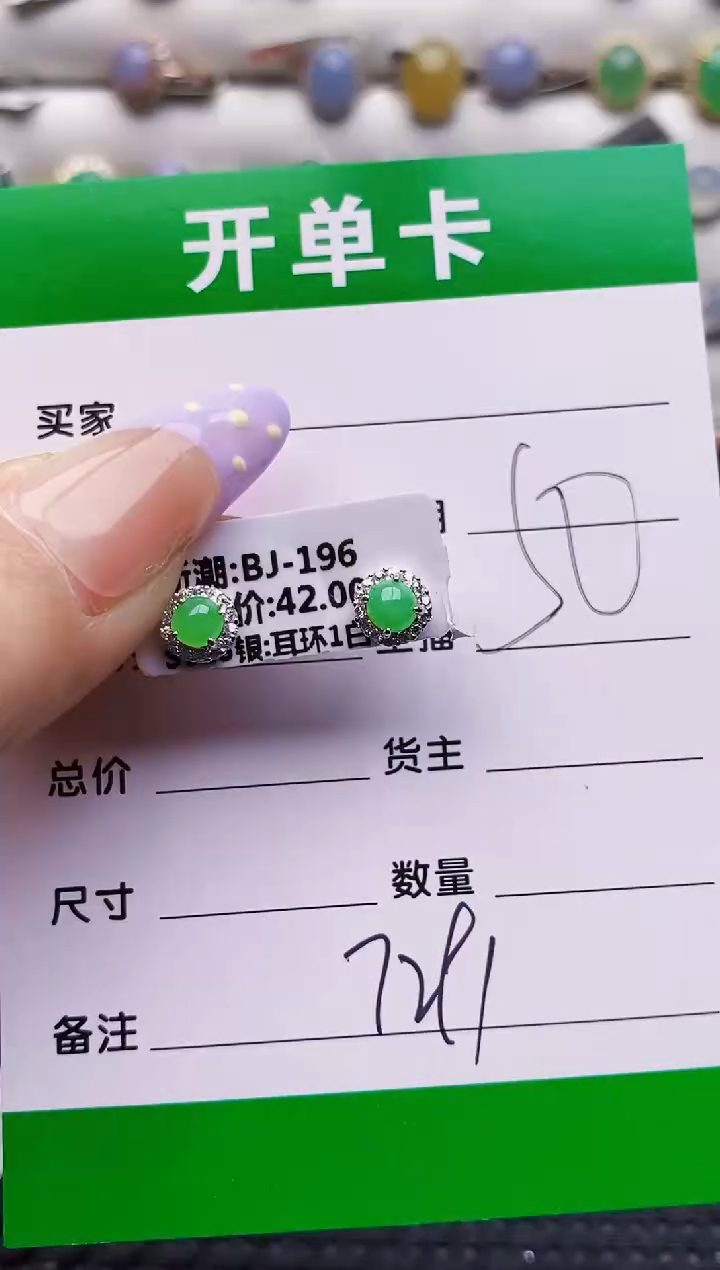 开单卡
买家
50
潮:BJ-196
价:42.00
银:耳环1
总价 货主
尺寸 数量
备注